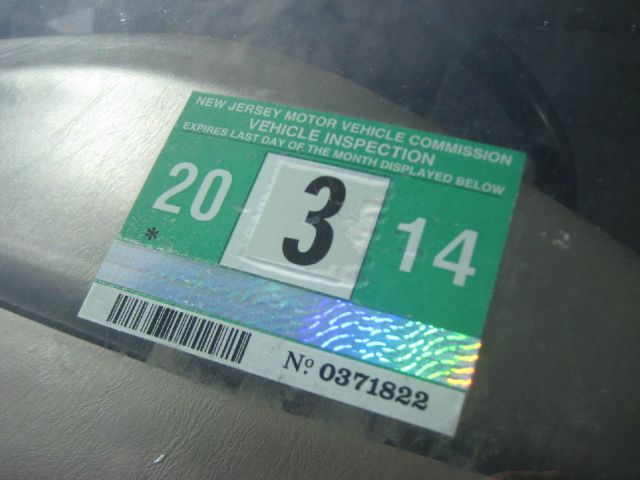 NEW JERSEY MOTOR VEHICLE COMMISSION
VEHICLE INSPECTION
EXPIRES LAST DAY OF THE MONTH DISPLAYED BELOW
20 3 14
*
Nº 0371822